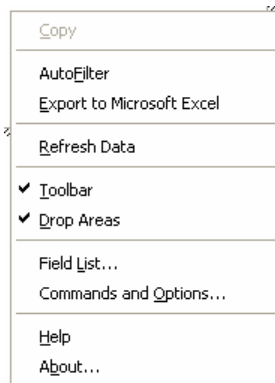 Copy
AutoFilter
Export to Microsoft Excel
Refresh Data
Toolbar
Drop Areas
Field List...
Commands and Options...
Help
About...